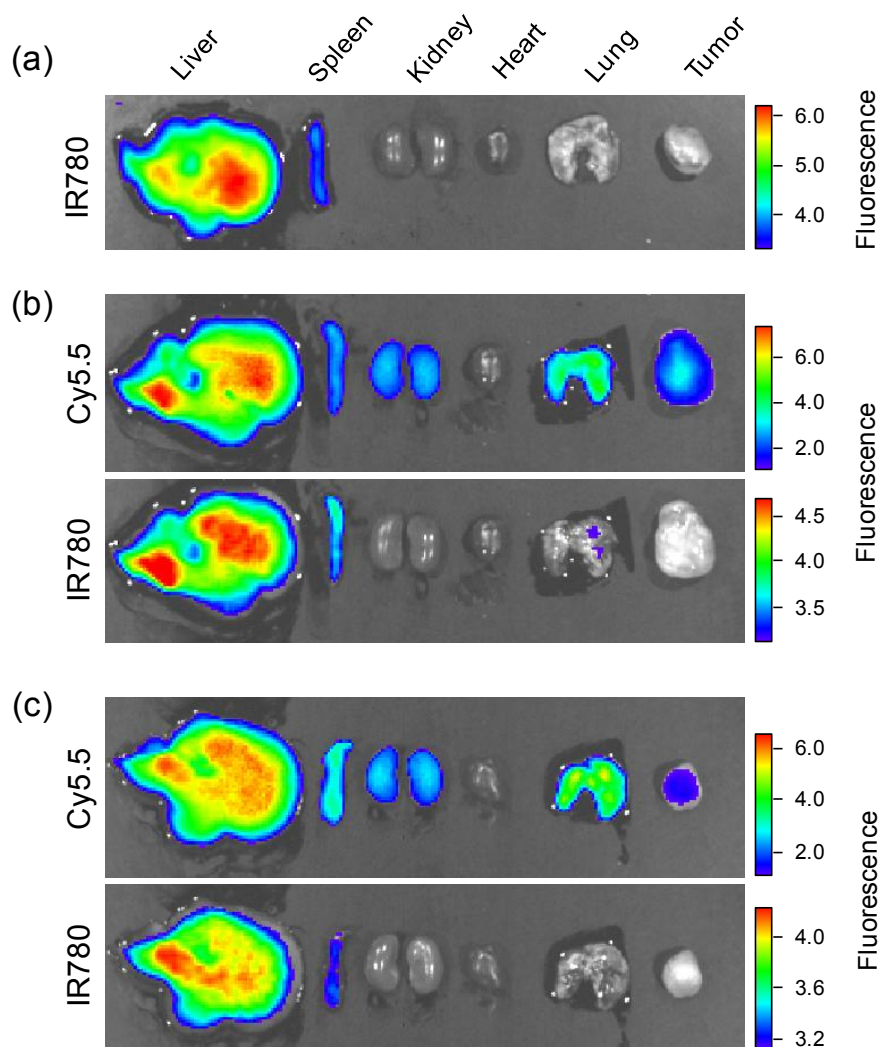 Liver Spleen Kidney Heart Lung Tumor
(a)
IR780
6.0
5.0
4.0
Fluorescence
(b)
Cy5.5
6.0
4.0
2.0
IR780
4.5
4.0
3.5
Fluorescence
(c)
Cy5.5
6.0
4.0
2.0
IR780
4.0
3.6
3.2
Fluorescence